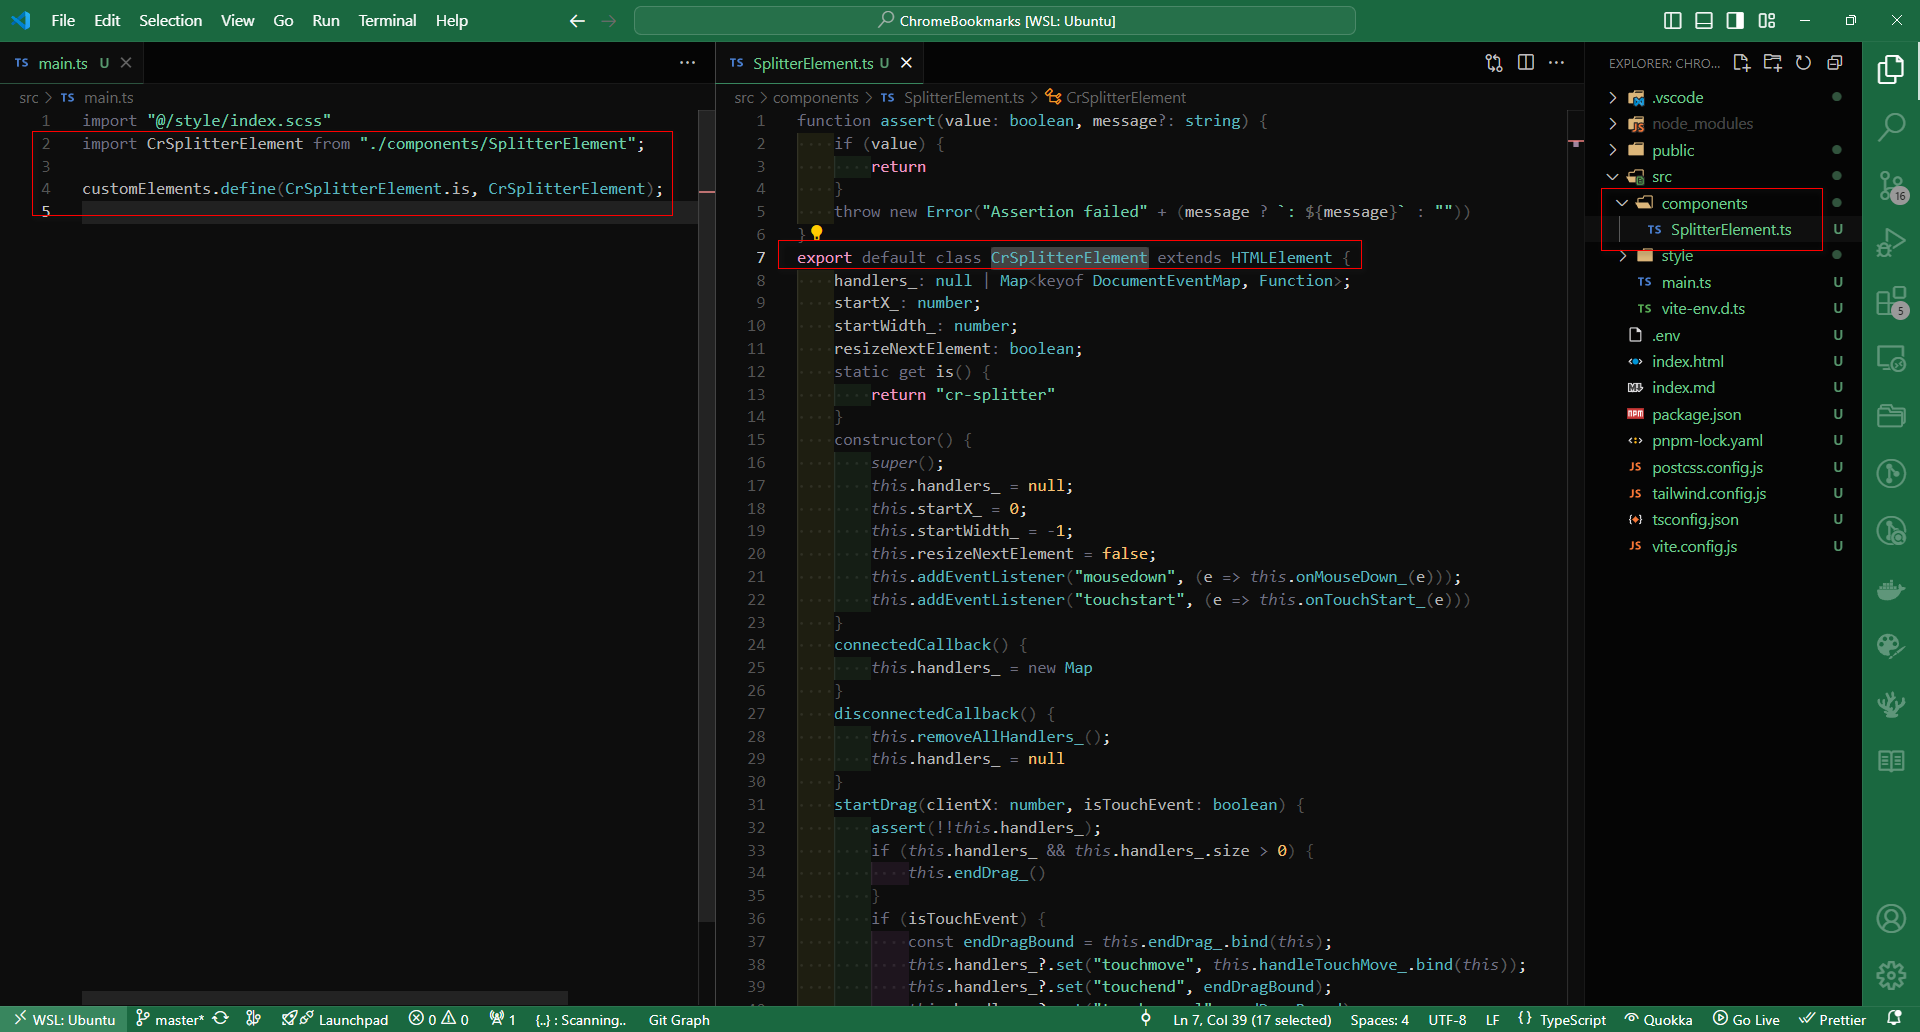 File Edit Selection View Go Run Terminal Help
ChromeBookmarks [WSL: Ubuntu]
TS main.ts U
src > TS main.ts
1 import "@/style/index.scss"
2 import CrSplitterElement from "./components/SplitterElement";
3
4 customElements.define(CrSplitterElement.is, CrSplitterElement);
5
TS SplitterElement.ts U
src > components > TS SplitterElement.ts > CrSplitterElement
1 function assert(value: boolean, message?: string) {
2 if (value) {
3 return
4 }
5 throw new Error("Assertion failed" + (message ? `: ${message}` : ""))
6 }
7 export default class CrSplitterElement extends HTMLElement {
8 handlers_: null | Map<keyof DocumentEventMap, Function>;
9 startX_: number;
10 startWidth_: number;
11 resizeNextElement: boolean;
12 static get is() {
13 return "cr-splitter"
14 }
15 constructor() {
16 super();
17 this.handlers_ = null;
18 this.startX_ = 0;
19 this.startWidth_ = -1;
20 this.resizeNextElement = false;
21 this.addEventListener("mousedown", (e => this.onMouseDown_(e)));
22 this.addEventListener("touchstart", (e => this.onTouchStart_(e)))
23 }
24 connectedCallback() {
25 this.handlers_ = new Map
26 }
27 disconnectedCallback() {
28 this.removeAllHandlers_();
29 this.handlers_ = null
30 }
31 startDrag(clientX: number, isTouchEvent: boolean) {
32 assert(!!this.handlers_);
33 if (this.handlers_ && this.handlers_.size > 0) {
34 this.endDrag_()
35 }
36 if (isTouchEvent) {
37 const endDragBound = this.endDrag_.bind(this);
38 this.handlers_?.set("touchmove", this.handleTouchMove_.bind(this));
39 this.handlers_?.set("touchend", endDragBound);
EXPLORER: CHRO...
.vscode
node_modules
public
src
components
TS SplitterElement.ts U
style
TS main.ts U
TS vite-env.d.ts U
.env U
index.html U
index.md U
package.json U
pnpm-lock.yaml U
JS postcss.config.js U
JS tailwind.config.js U
tsconfig.json U
JS vite.config.js U
16
5
WSL: Ubuntu master* Launchpad 0 0 1 {..} : Scanning.. Git Graph
Ln 7, Col 39 (17 selected) Spaces: 4 UTF-8 LF {} TypeScript Quokka Go Live Prettier